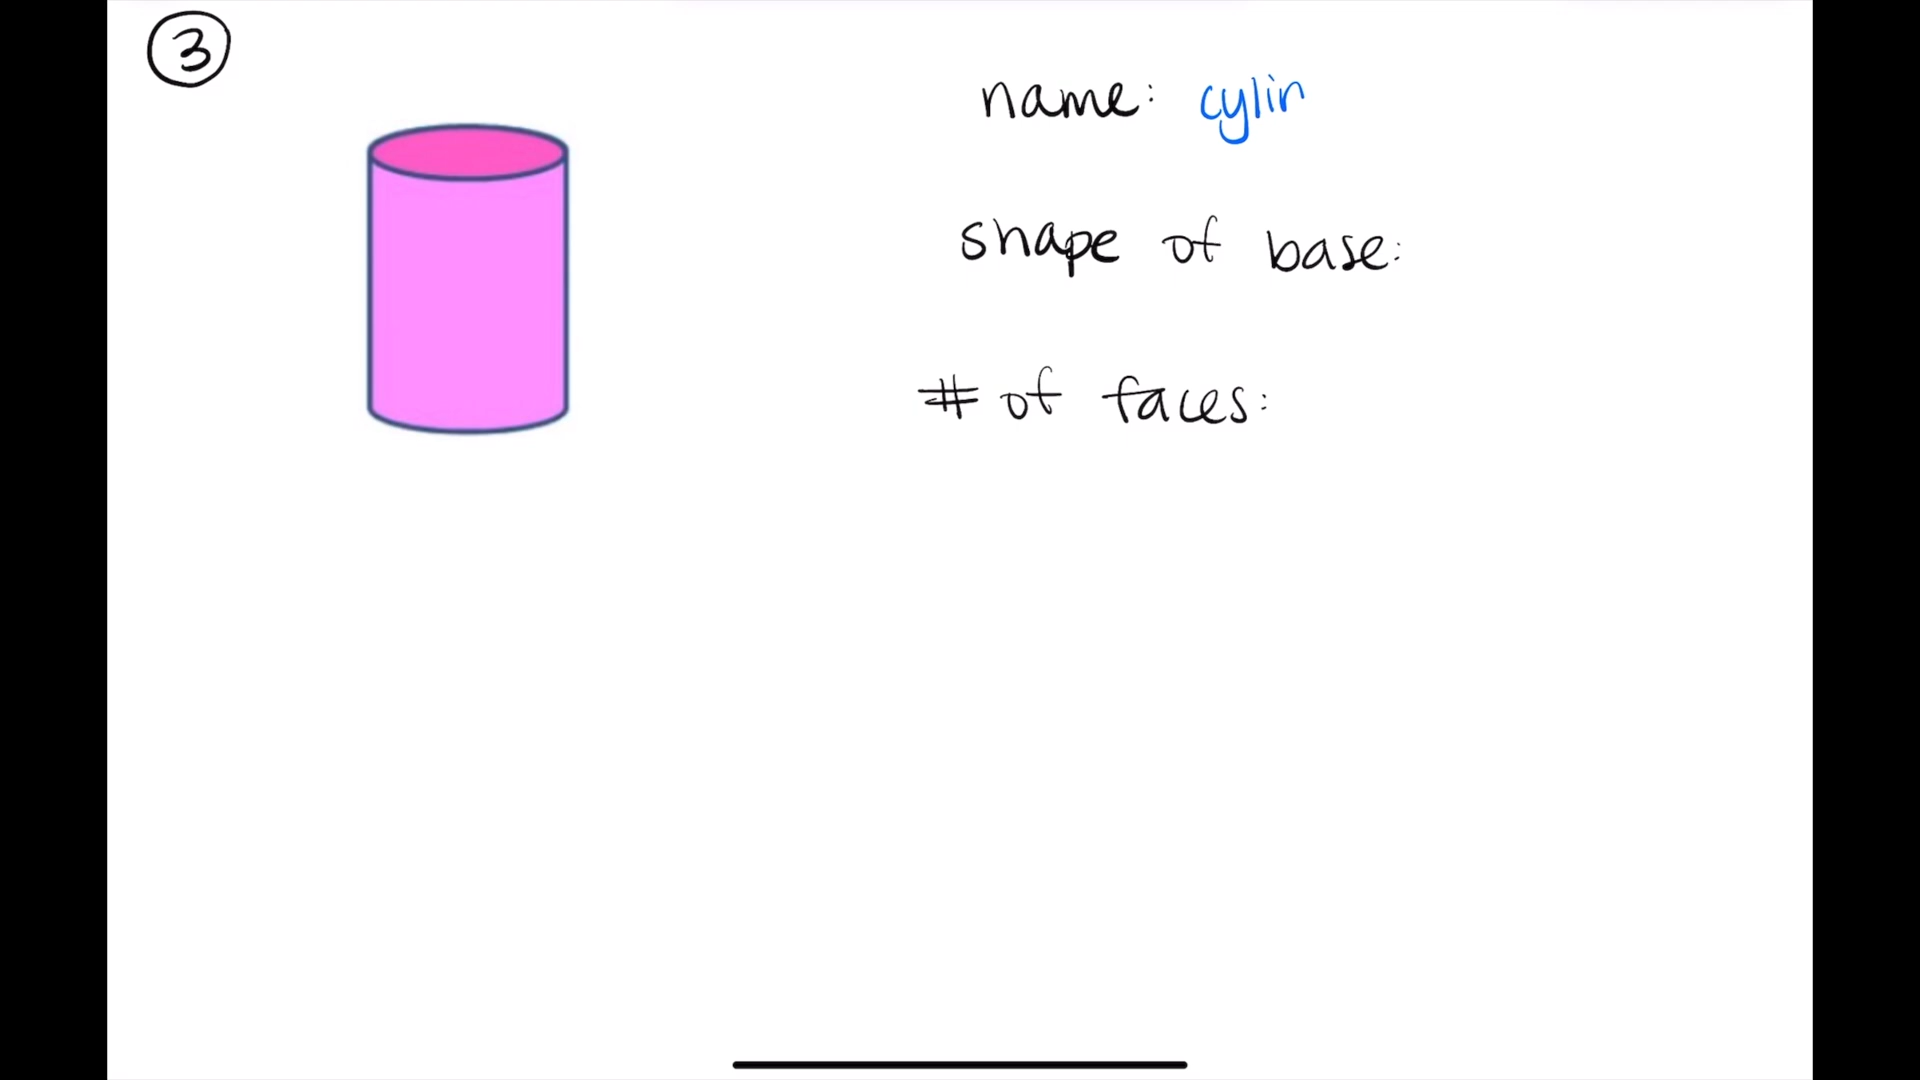 3
name: cylin
shape of base:
# of faces: